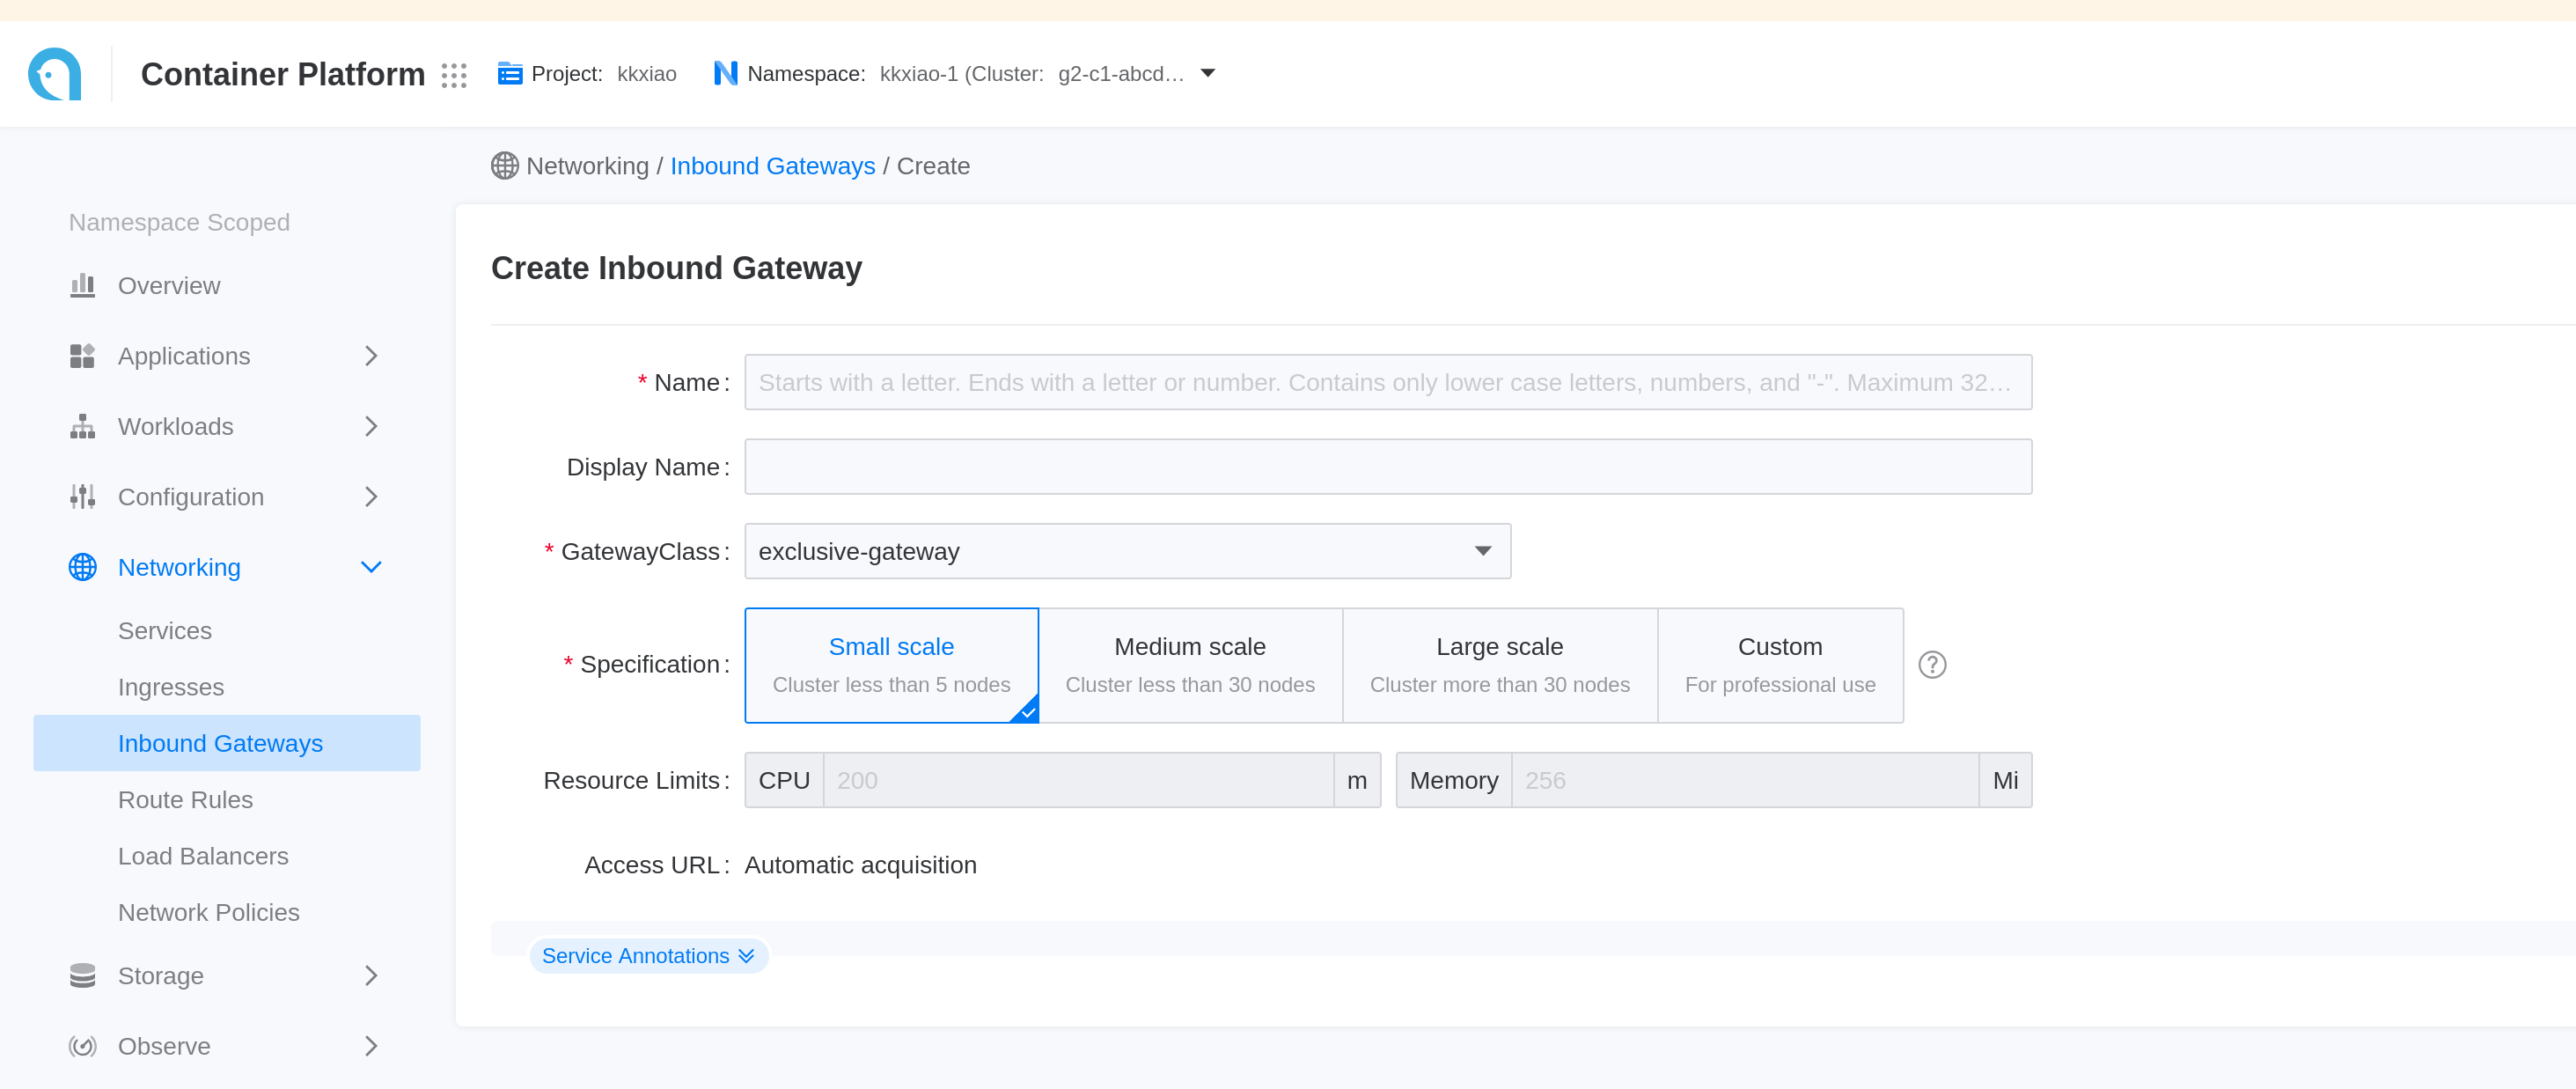 Container Platform
Project: kkxiao
Namespace: kkxiao-1 (Cluster: g2-c1-abcd…
Networking / Inbound Gateways / Create
Namespace Scoped
Overview
Applications
Workloads
Configuration
Networking
Services
Ingresses
Inbound Gateways
Route Rules
Load Balancers
Network Policies
Storage
Observe
Create Inbound Gateway
* Name: Starts with a letter. Ends with a letter or number. Contains only lower case letters, numbers, and "-". Maximum 32…
Display Name:
* GatewayClass: exclusive-gateway
* Specification:
Small scale
Cluster less than 5 nodes
Medium scale
Cluster less than 30 nodes
Large scale
Cluster more than 30 nodes
Custom
For professional use
Resource Limits: CPU 200 m Memory 256 Mi
Access URL: Automatic acquisition
Service Annotations